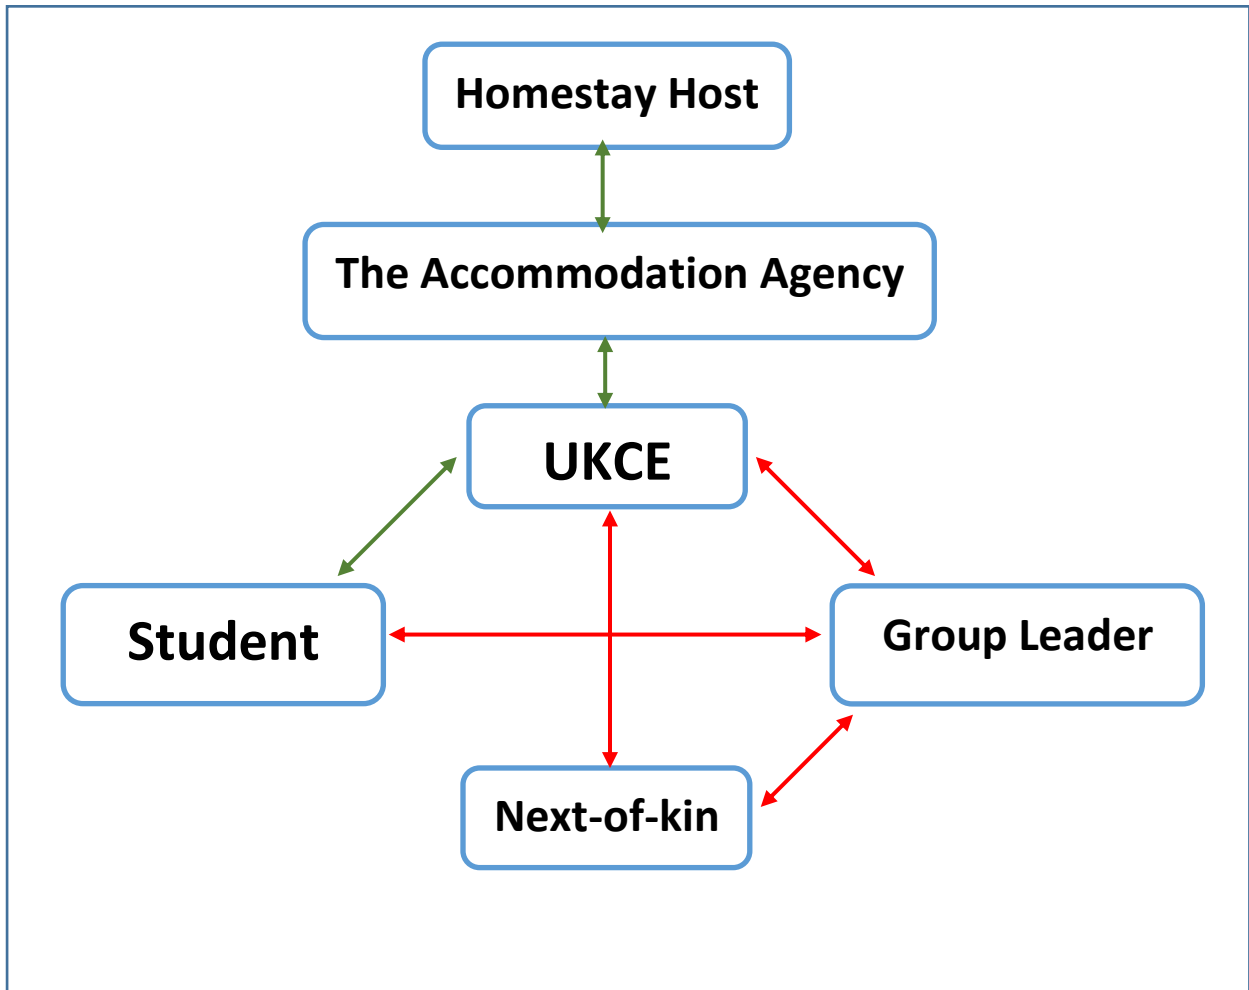 Homestay Host
The Accommodation Agency
UKCE
Student
Group Leader
Next-of-kin